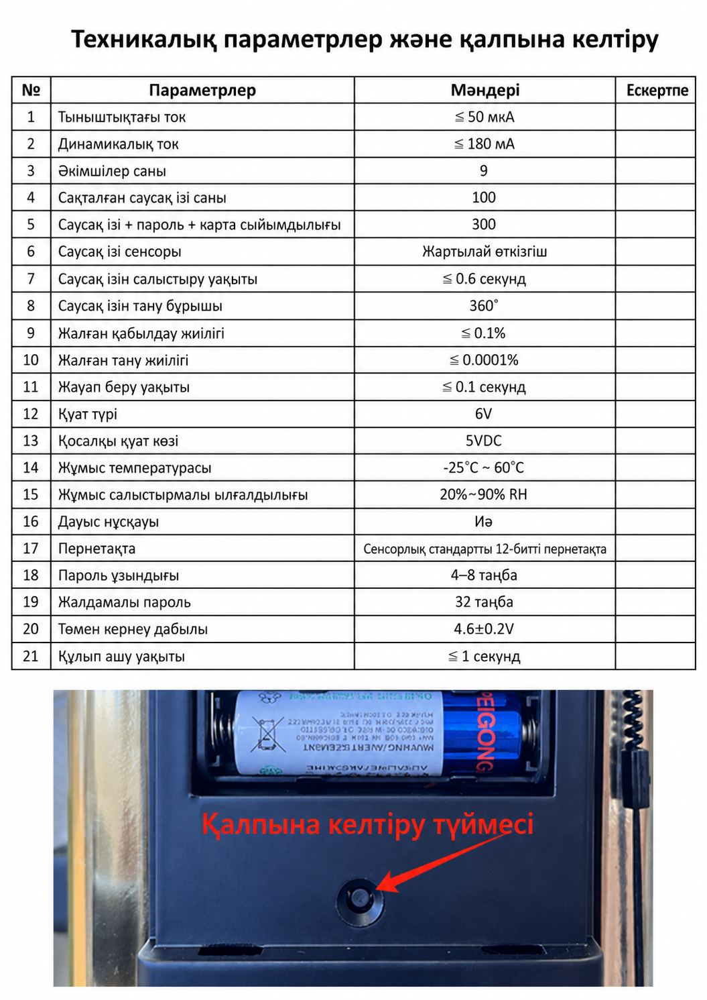 Техникалық параметрлер және қалпына келтіру
№ Параметрлер Мәндері Ескертпе
1 Тыныштықтағы ток ≦ 50 мкА
2 Динамикалық ток ≦ 180 мА
3 Әкімшілер саны 9
4 Сақталған саусақ ізі саны 100
5 Саусақ ізі + пароль + карта сыйымдылығы 300
6 Саусақ ізі сенсоры Жартылай өткізгіш
7 Саусақ ізін салыстыру уақыты ≦ 0.6 секунд
8 Саусақ ізін тану бұрышы 360°
9 Жалған қабылдау жиілігі ≦ 0.1%
10 Жалған тану жиілігі ≦ 0.0001%
11 Жауап беру уақыты ≦ 0.1 секунд
12 Қуат түрі 6V
13 Қосалқы қуат көзі 5VDC
14 Жұмыс температурасы -25°C ~ 60°C
15 Жұмыс салыстырмалы ылғалдылығы 20%~90% RH
16 Дауыс нұсқауы Иә
17 Пернетақта Сенсорлық стандартты 12-битті пернетақта
18 Пароль ұзындығы 4–8 таңба
19 Жалдамалы пароль 32 таңба
20 Төмен кернеу дабылы 4.6±0.2V
21 Құлып ашу уақыты ≦ 1 секунд
Қалпына келтіру түймесі